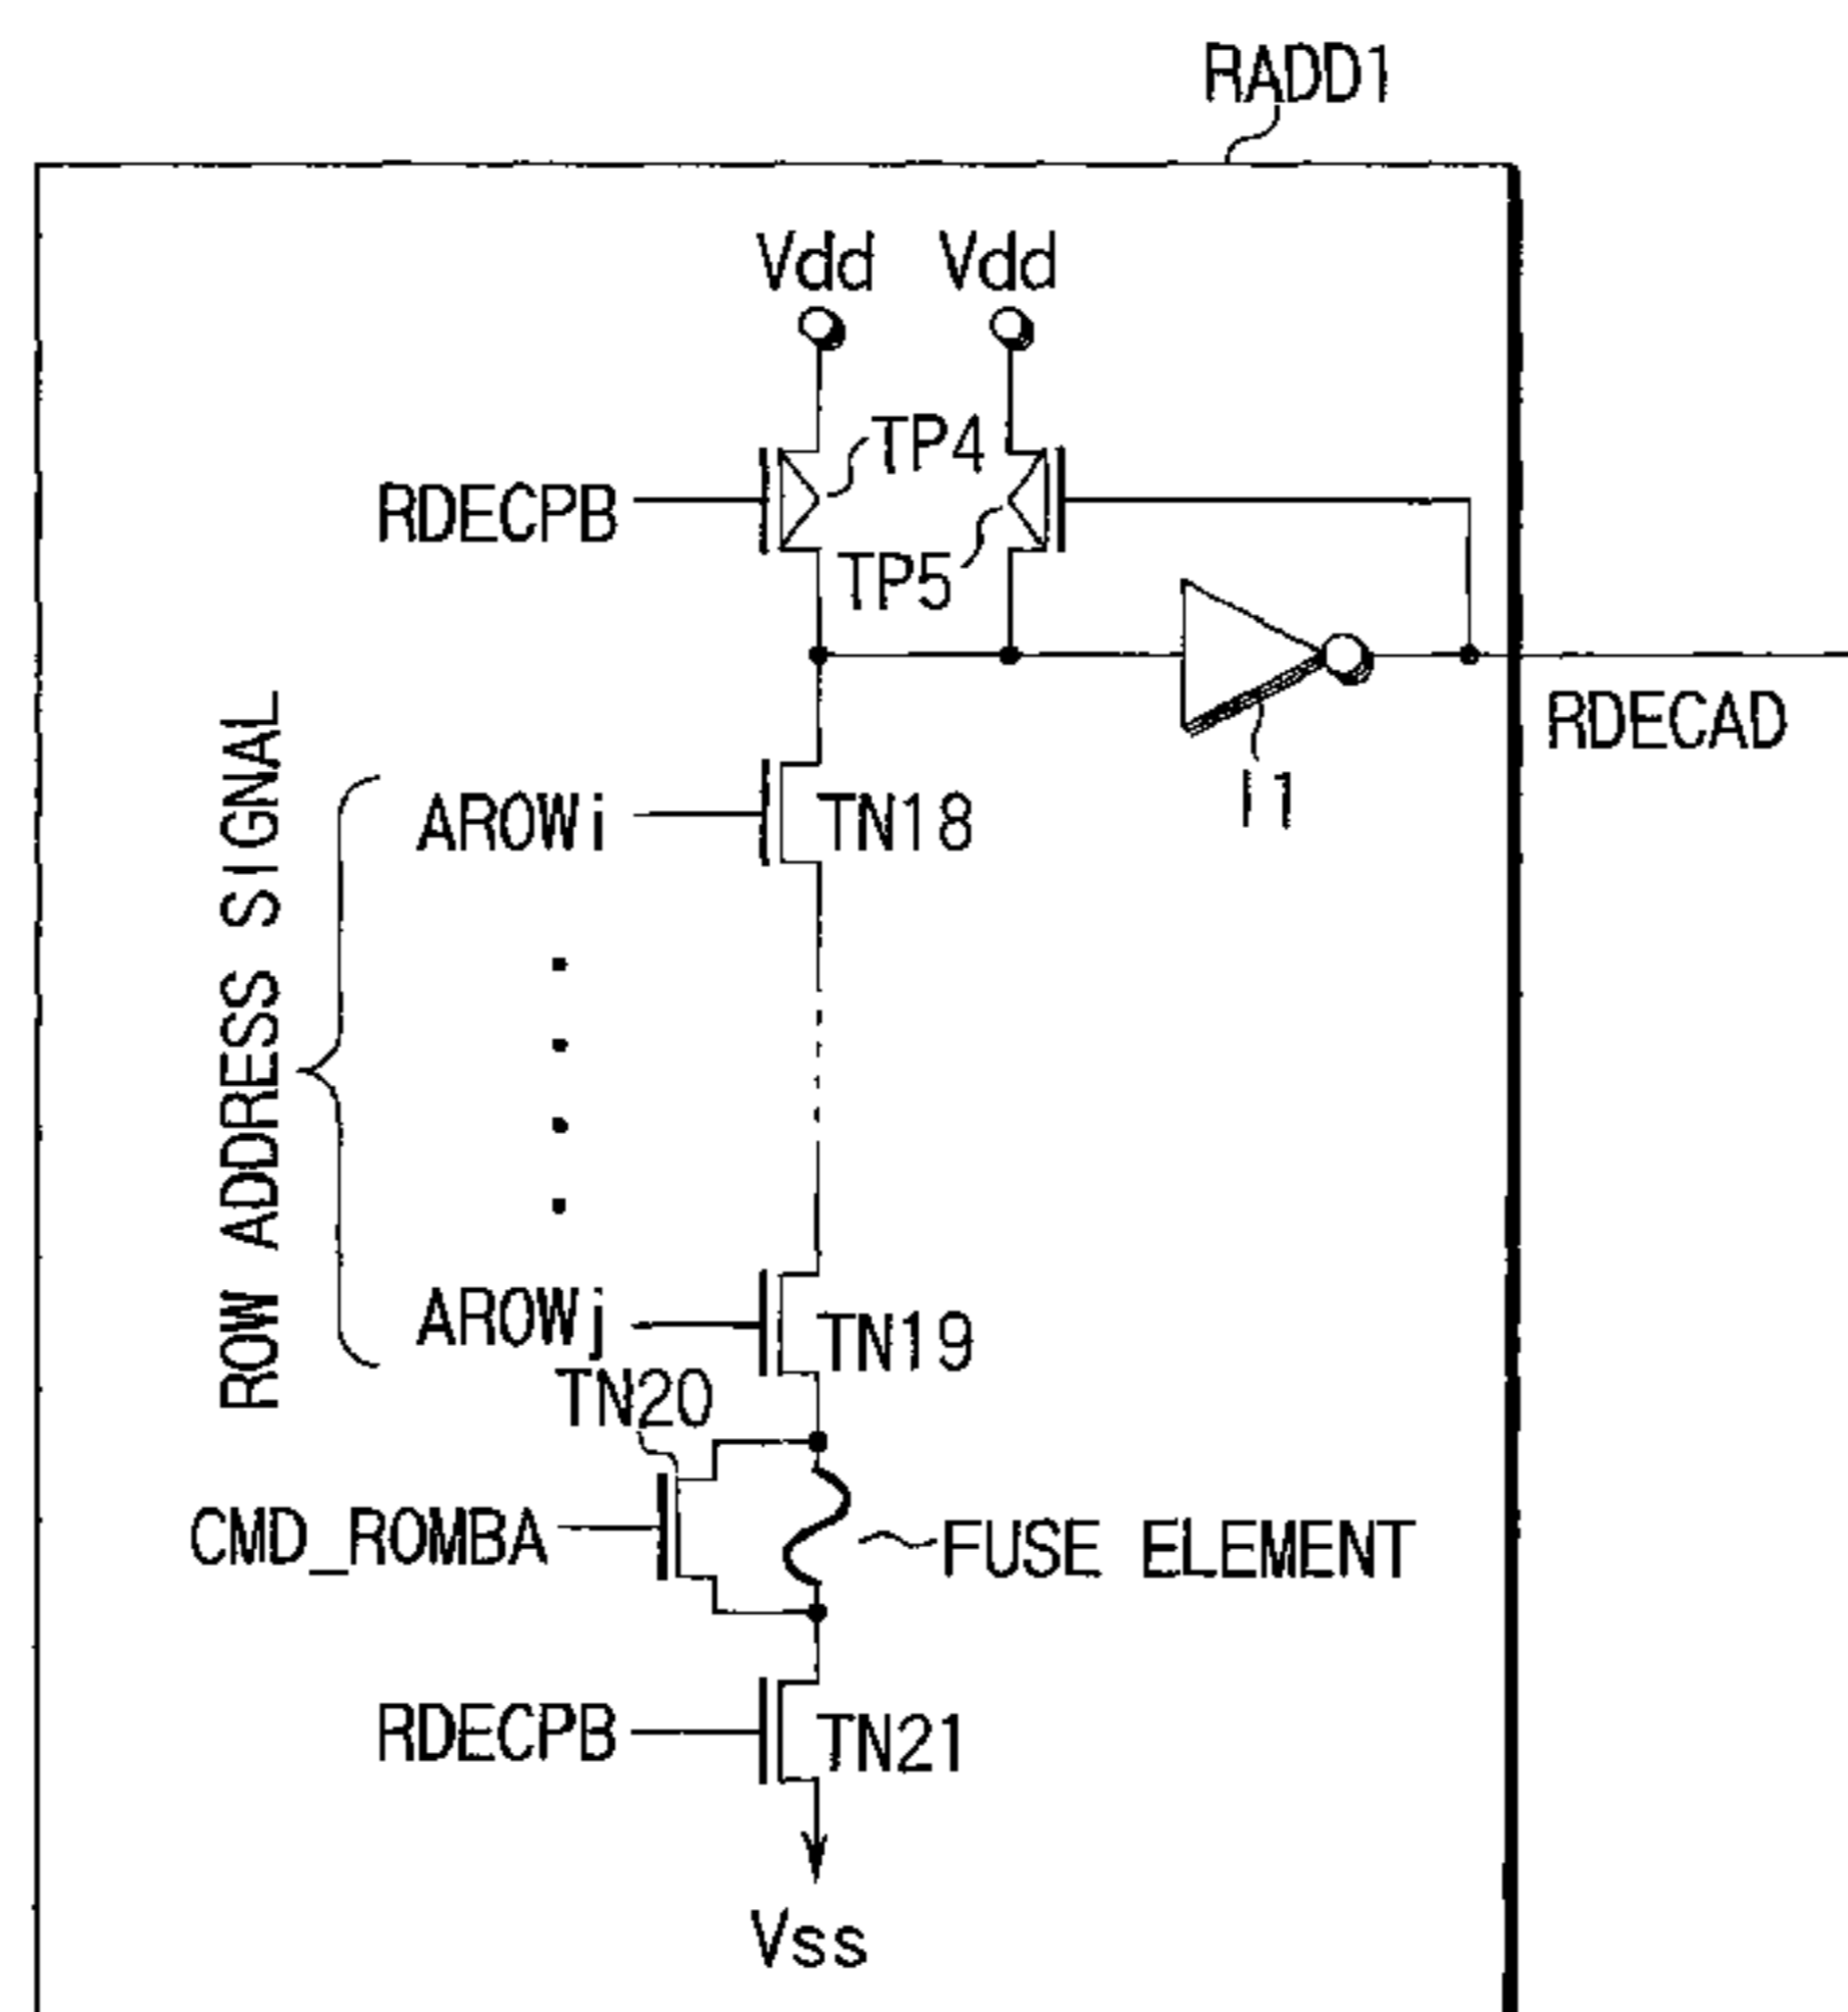 RADD1
Vdd
Vdd
TP4
RDECPB
TP5
RDECAD
I1
ROW ADDRESS SIGNAL
AROWi
TN18
AROWj
TN19
TN20
CMD_ROMBA
FUSE ELEMENT
RDECPB
TN21
Vss